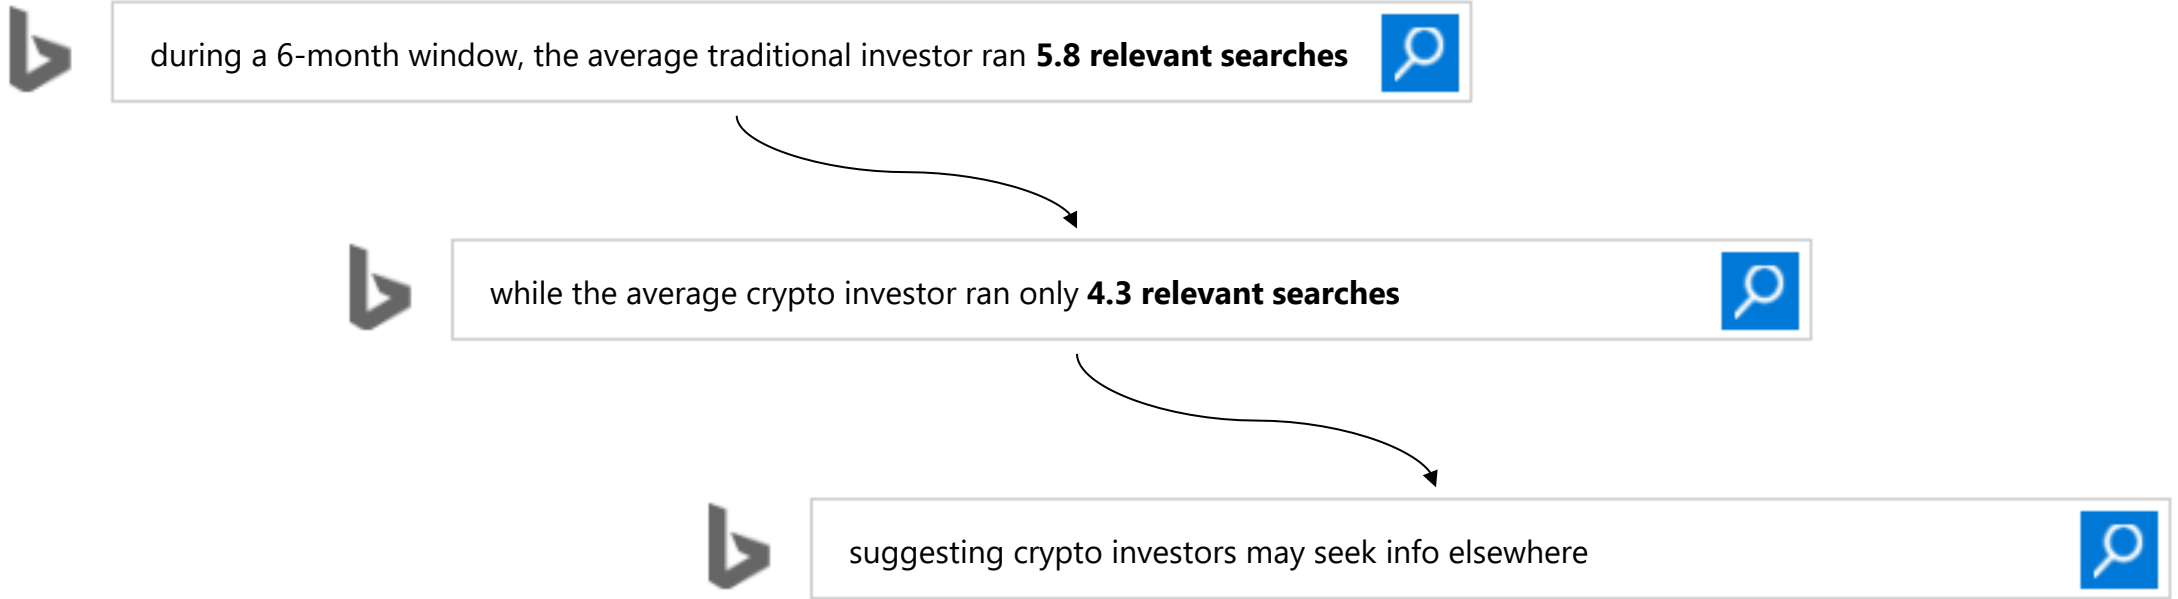 during a 6-month window, the average traditional investor ran 5.8 relevant searches
while the average crypto investor ran only 4.3 relevant searches
suggesting crypto investors may seek info elsewhere